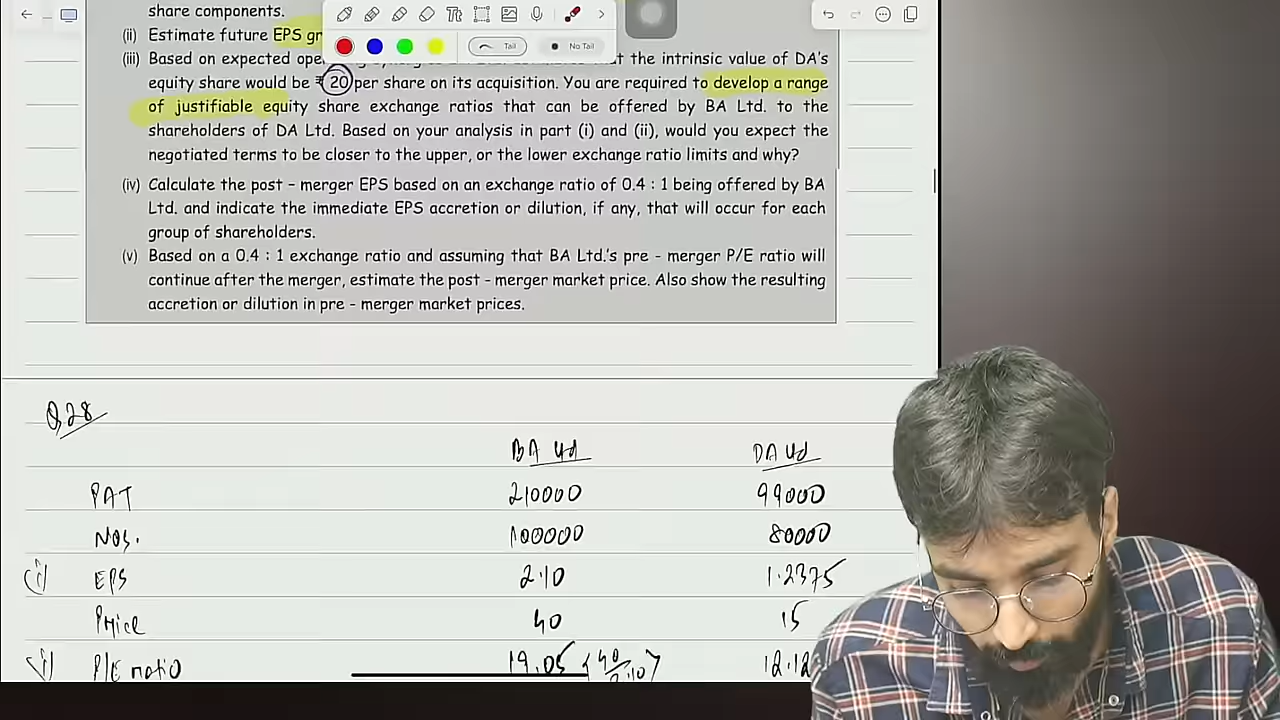 share components.
(ii) Estimate future EPS gr
(iii) Based on expected ope the intrinsic value of DA's
equity share would be ₹ 20 per share on its acquisition. You are required to develop a range
of justifiable equity share exchange ratios that can be offered by BA Ltd. to the
shareholders of DA Ltd. Based on your analysis in part (i) and (ii), would you expect the
negotiated terms to be closer to the upper, or the lower exchange ratio limits and why?
(iv) Calculate the post - merger EPS based on an exchange ratio of 0.4 : 1 being offered by BA
Ltd. and indicate the immediate EPS accretion or dilution, if any, that will occur for each
group of shareholders.
(v) Based on a 0.4 : 1 exchange ratio and assuming that BA Ltd.'s pre - merger P/E ratio will
continue after the merger, estimate the post - merger market price. Also show the resulting
accretion or dilution in pre - merger market prices.
Tt
Tail
No Tail
Q.28
BA Ltd DA Ltd
PAT 210000 99000
Nos. 100000 80000
(i) EPS 2.10 1.2375
Price 40 15
P/E ratio 19.05 12.12